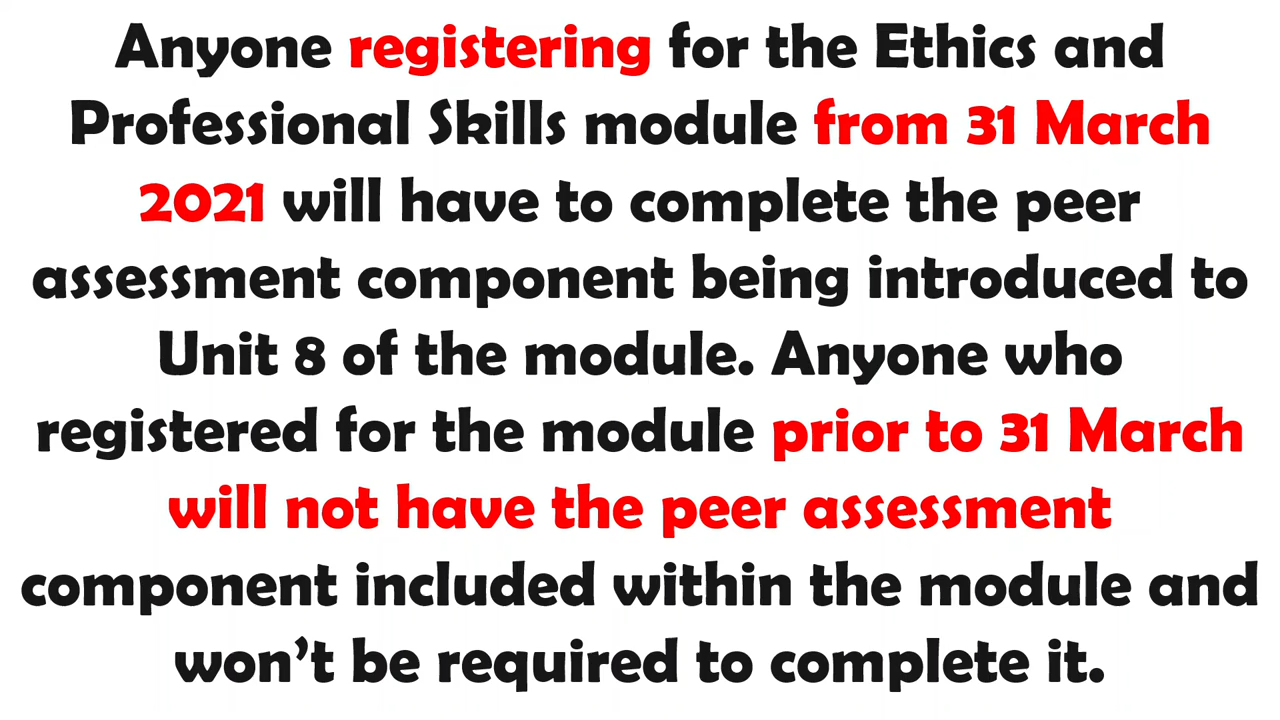 Anyone registering for the Ethics and
Professional Skills module from 31 March
2021 will have to complete the peer
assessment component being introduced to
Unit 8 of the module. Anyone who
registered for the module prior to 31 March
will not have the peer assessment
component included within the module and
won’t be required to complete it.